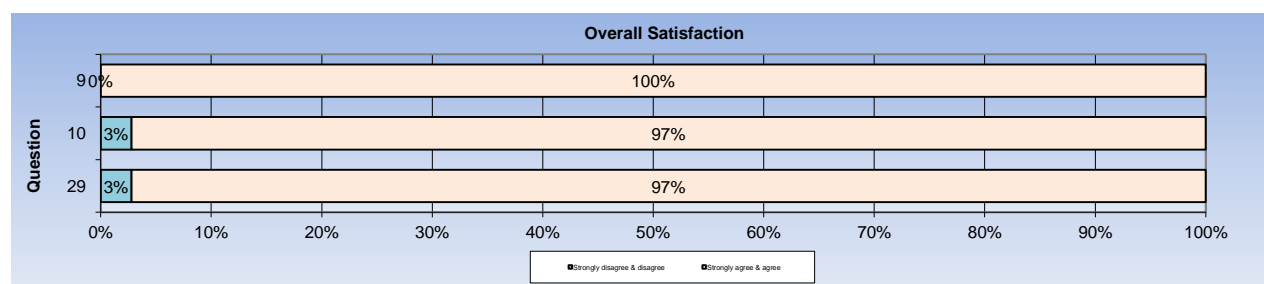 Overall Satisfaction
Question
9 0% 100%
10 3% 97%
29 3% 97%
0% 10% 20% 30% 40% 50% 60% 70% 80% 90% 100%
Strongly disagree & disagree Strongly agree & agree